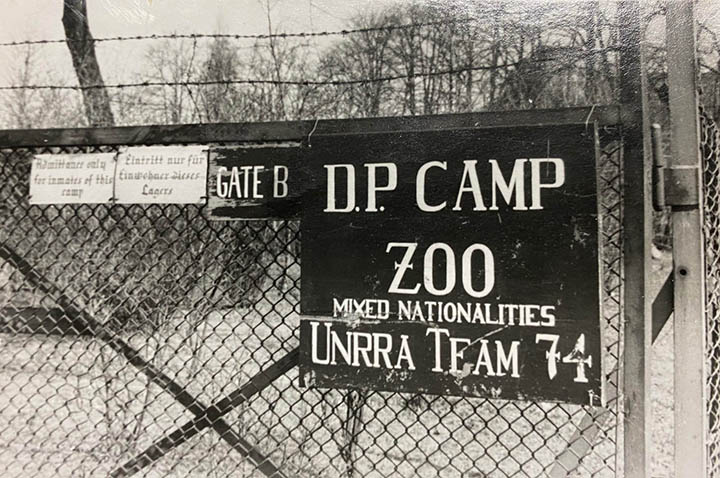 Admittance only
for inmates of this
camp
Eintritt nur für
Einwohner dieses
Lagers
GATE B
D.P. CAMP
ZOO
MIXED NATIONALITIES
UNRRA TEAM 74